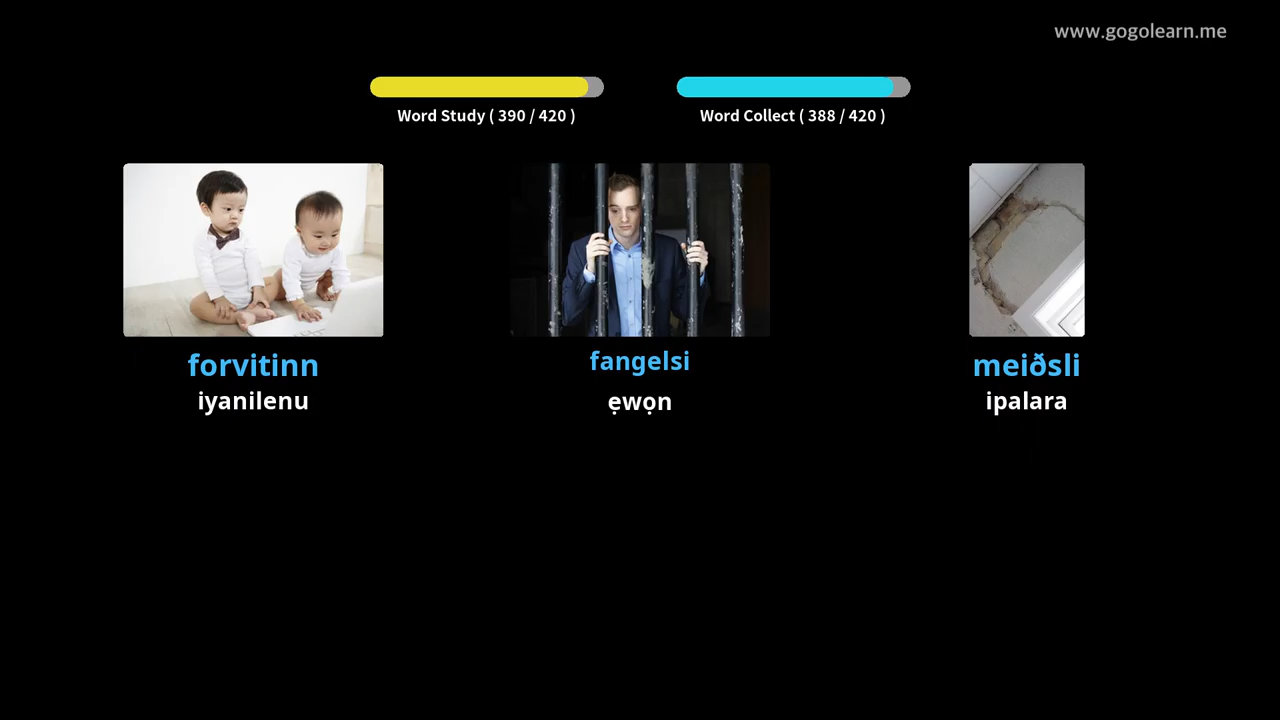 www.gogolearn.me
Word Study ( 390 / 420 )
Word Collect ( 388 / 420 )
forvitinn
iyanilenu
fangelsi
ẹwọn
meiðsli
ipalara